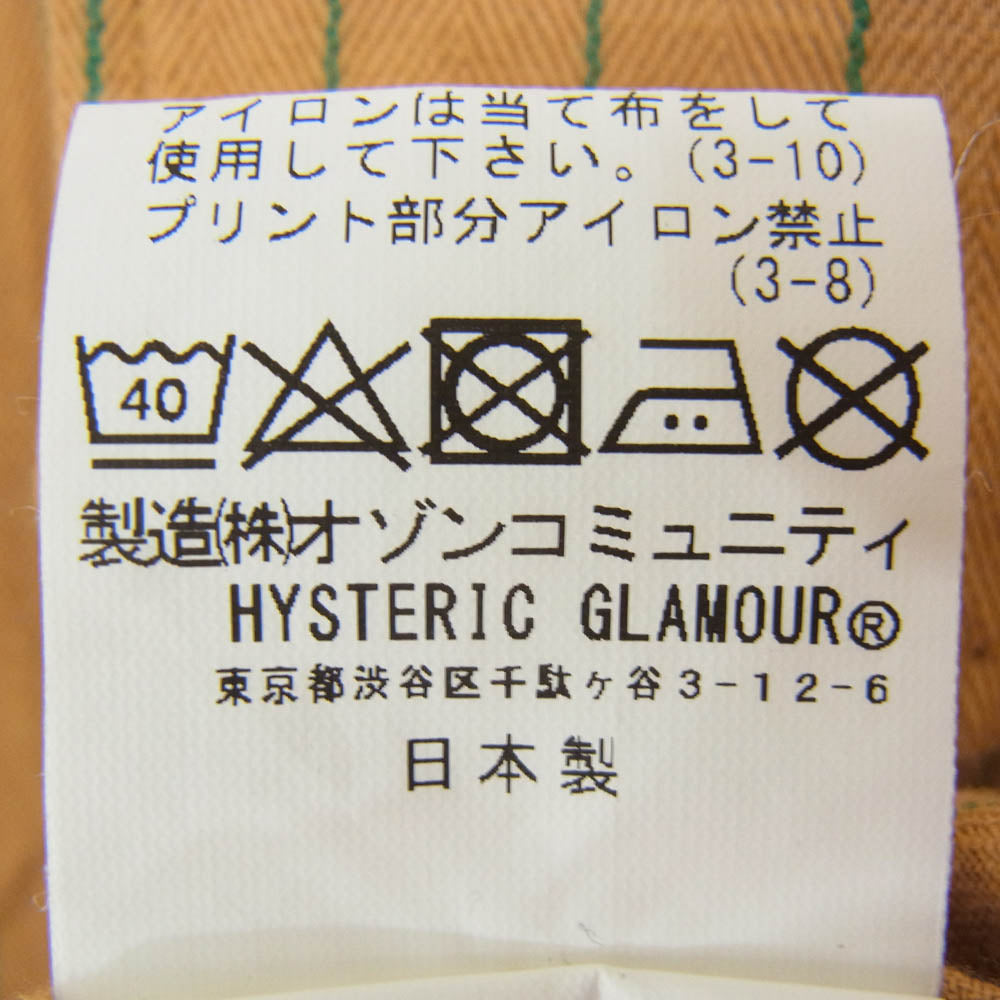 アイロンは当て布をして
使用して下さい。(3-10)
プリント部分アイロン禁止
(3-8)
40
製造(株)オゾンコミュニティ
HYSTERIC GLAMOUR®
東京都渋谷区千駄ヶ谷3-12-6
日本製